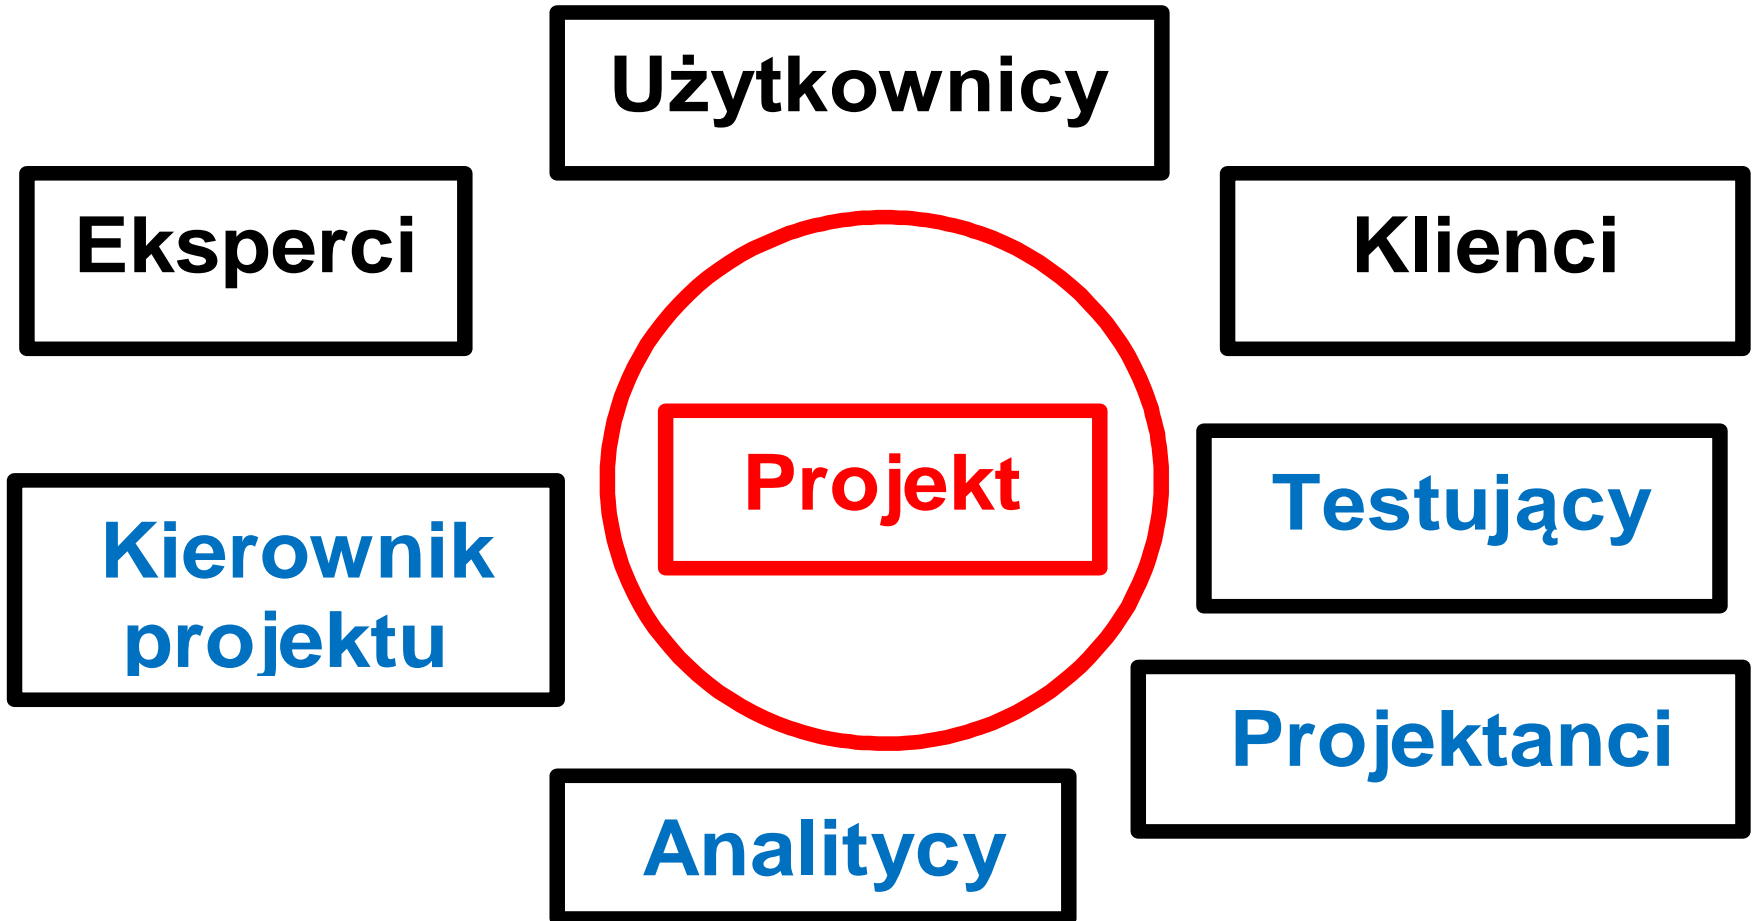 Użytkownicy
Eksperci
Klienci
Projekt
Testujący
Kierownik
projektu
Projektanci
Analitycy